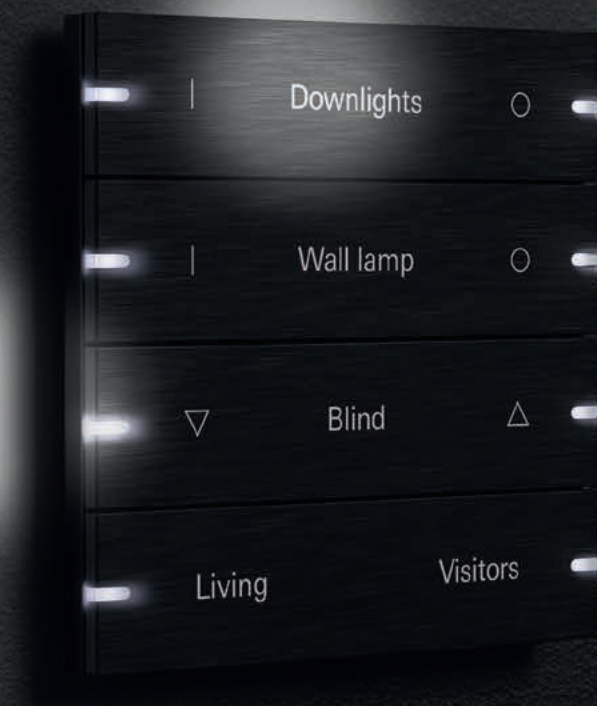 | Downlights ○
| Wall lamp ○
▽ Blind △
Living Visitors